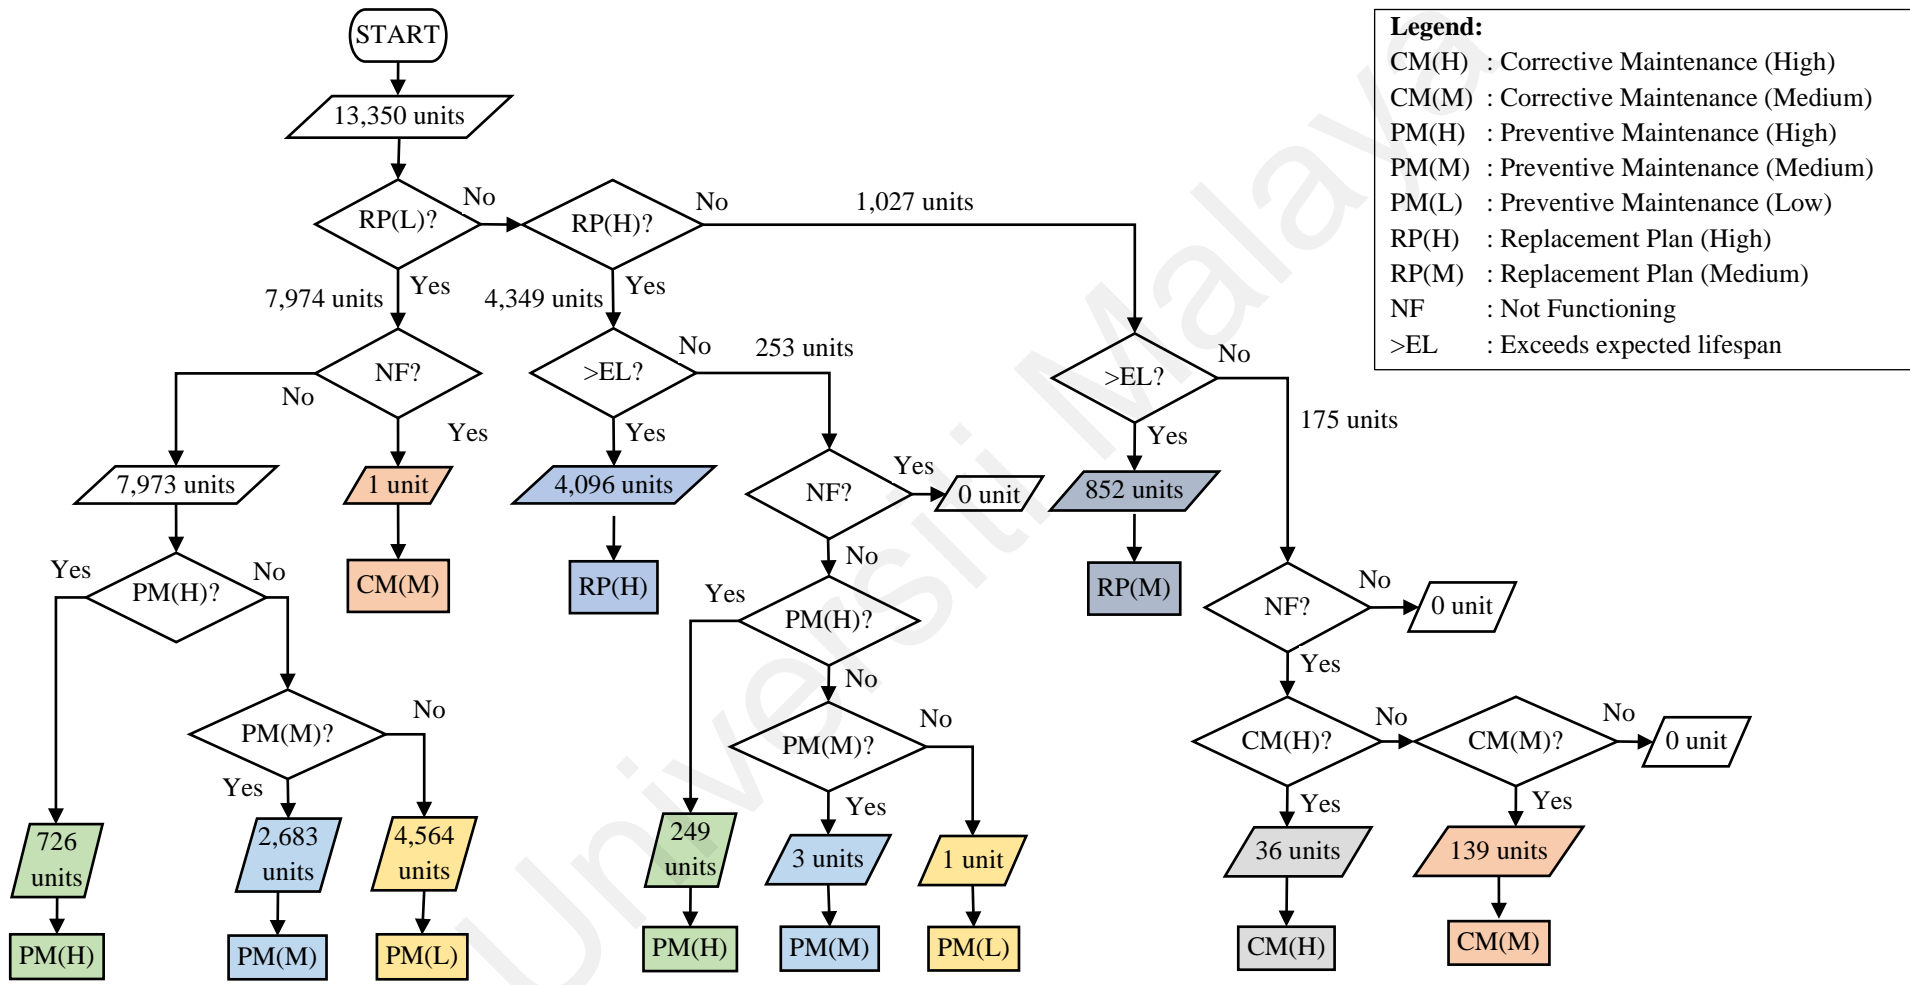 START
Legend:
CM(H) : Corrective Maintenance (High)
CM(M) : Corrective Maintenance (Medium)
PM(H) : Preventive Maintenance (High)
PM(M) : Preventive Maintenance (Medium)
PM(L) : Preventive Maintenance (Low)
RP(H) : Replacement Plan (High)
RP(M) : Replacement Plan (Medium)
NF : Not Functioning
>EL : Exceeds expected lifespan
13,350 units
RP(L)?
No
RP(H)?
No
1,027 units
Yes
7,974 units
Yes
4,349 units
NF?
No
Yes
>EL?
No
253 units
Yes
>EL?
No
175 units
Yes
7,973 units
1 unit
4,096 units
NF?
Yes
0 unit
852 units
No
CM(M)
RP(H)
RP(M)
Yes
PM(H)?
No
Yes
PM(H)?
No
NF?
No
0 unit
Yes
PM(M)?
No
Yes
PM(M)?
No
Yes
CM(H)?
No
CM(M)?
No
0 unit
Yes
Yes
726
units
2,683
units
4,564
units
249
units
3 units
1 unit
36 units
139 units
PM(H)
PM(M)
PM(L)
PM(H)
PM(M)
PM(L)
CM(H)
CM(M)
Universiti Malaya